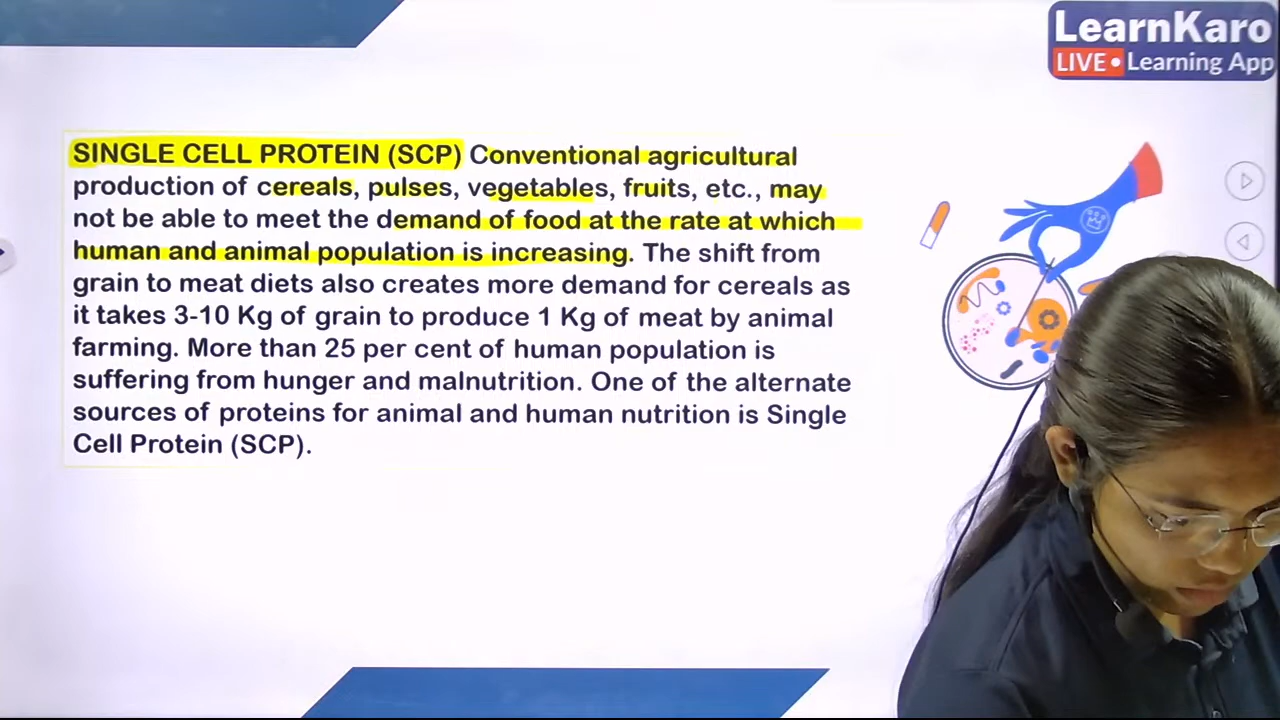 LearnKaro
LIVE • Learning App
SINGLE CELL PROTEIN (SCP) Conventional agricultural
production of cereals, pulses, vegetables, fruits, etc., may
not be able to meet the demand of food at the rate at which
human and animal population is increasing. The shift from
grain to meat diets also creates more demand for cereals as
it takes 3-10 Kg of grain to produce 1 Kg of meat by animal
farming. More than 25 per cent of human population is
suffering from hunger and malnutrition. One of the alternate
sources of proteins for animal and human nutrition is Single
Cell Protein (SCP).